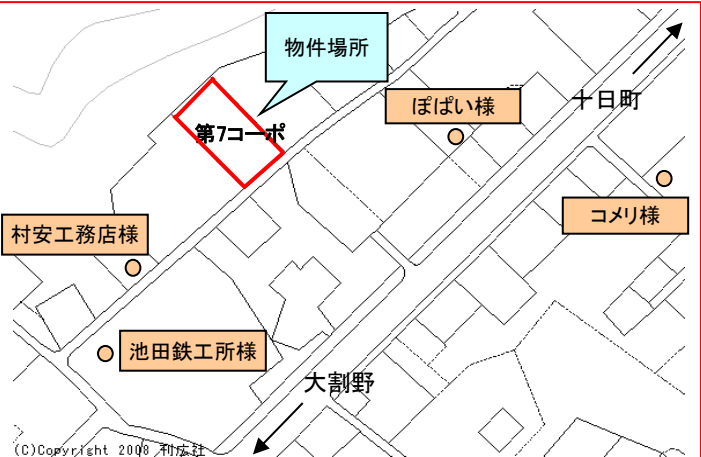 物件場所
ぽぱい様
十日町
第7コーポ
コメリ様
村安工務店様
池田鉄工所様
大割野
(C)Copyright 2008 刊広社